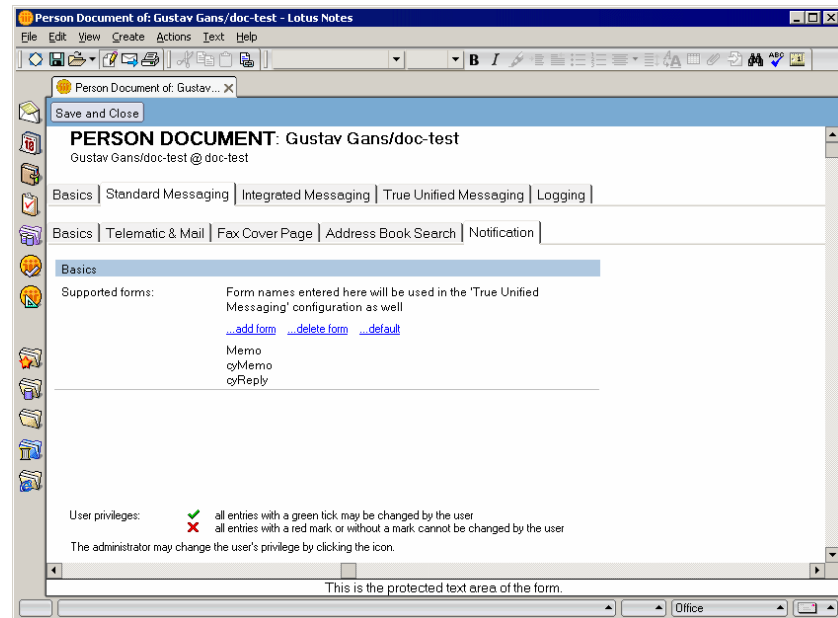 Person Document of: Gustav Gans/doc-test - Lotus Notes
File Edit View Create Actions Text Help
B I
Person Document of: Gustav...
Save and Close
PERSON DOCUMENT: Gustav Gans/doc-test
Gustav Gans/doc-test @ doc-test
Basics Standard Messaging Integrated Messaging True Unified Messaging Logging
Basics Telematic & Mail Fax Cover Page Address Book Search Notification
Basics
Supported forms: Form names entered here will be used in the 'True Unified
Messaging' configuration as well
...add form ...delete form ...default
Memo
cyMemo
cyReply
User privileges: all entries with a green tick may be changed by the user
all entries with a red mark or without a mark cannot be changed by the user
The administrator may change the user's privilege by clicking the icon.
This is the protected text area of the form.
Office